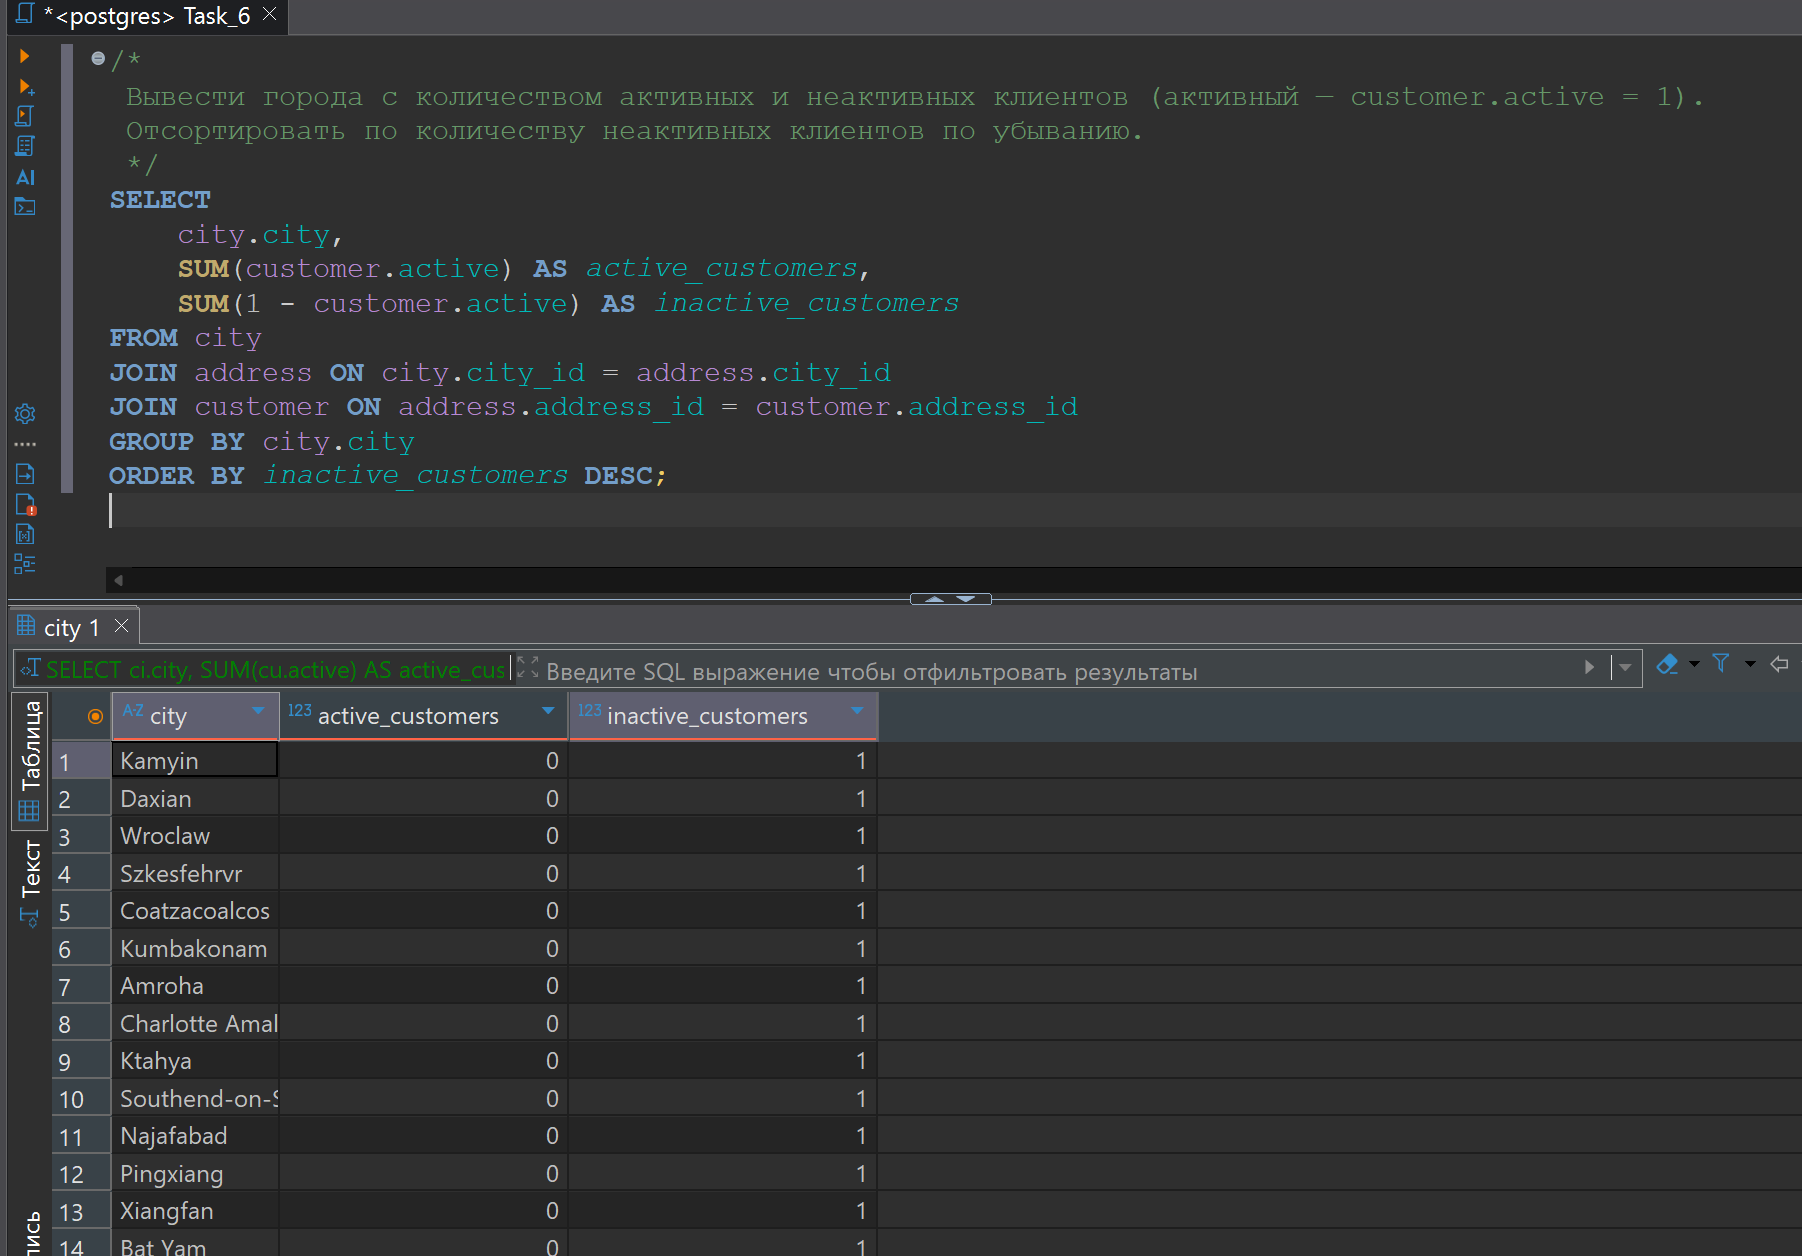 *<postgres> Task_6
/*
Вывести города с количеством активных и неактивных клиентов (активный — customer.active = 1).
Отсортировать по количеству неактивных клиентов по убыванию.
*/
SELECT
city.city,
SUM(customer.active) AS active_customers,
SUM(1 - customer.active) AS inactive_customers
FROM city
JOIN address ON city.city_id = address.city_id
JOIN customer ON address.address_id = customer.address_id
GROUP BY city.city
ORDER BY inactive_customers DESC;
AI
city 1
SELECT ci.city, SUM(cu.active) AS active_cus
Введите SQL выражение чтобы отфильтровать результаты
Таблица
Текст
пись
A-Z city 123 active_customers 123 inactive_customers
1 Kamyin 0 1
2 Daxian 0 1
3 Wroclaw 0 1
4 Szkesfehrvr 0 1
5 Coatzacoalcos 0 1
6 Kumbakonam 0 1
7 Amroha 0 1
8 Charlotte Amal 0 1
9 Ktahya 0 1
10 Southend-on-S 0 1
11 Najafabad 0 1
12 Pingxiang 0 1
13 Xiangfan 0 1
14 Bat Yam 0 1